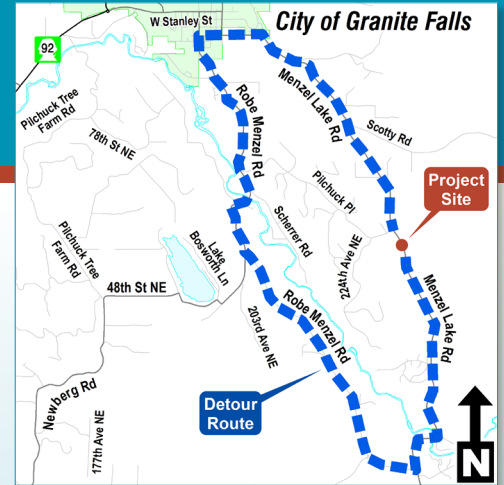 W Stanley St
City of Granite Falls
92
Menzel Lake Rd
Robe Menzel Rd
Pilchuck Tree
Farm Rd
Scotty Rd
78th St NE
Project
Site
Pilchuck Pl
Scherrer Rd
224th Ave NE
Pilchuck Tree
Farm Rd
Lake
Bosworth Ln
48th St NE
Menzel Lake Rd
Robe Menzel Rd
203rd Ave NE
Newberg Rd
Detour
Route
177th Ave NE
N